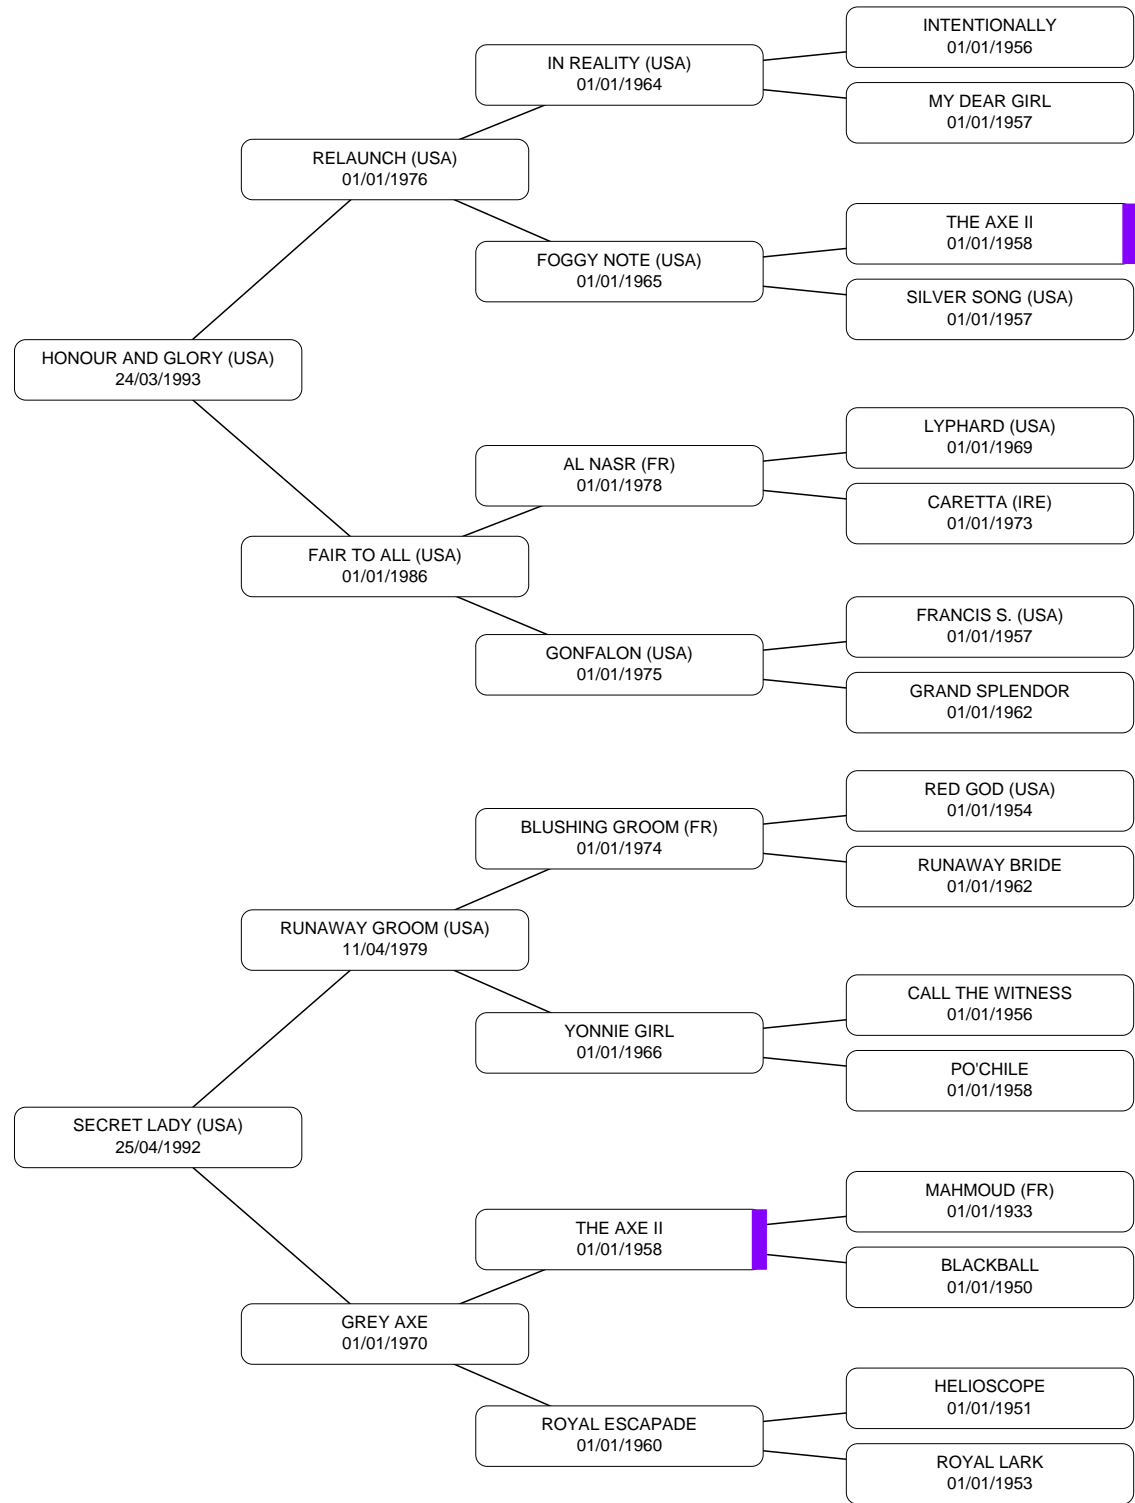 INTENTIONALLY
01/01/1956
IN REALITY (USA)
01/01/1964
MY DEAR GIRL
01/01/1957
RELAUNCH (USA)
01/01/1976
THE AXE II
01/01/1958
FOGGY NOTE (USA)
01/01/1965
SILVER SONG (USA)
01/01/1957
HONOUR AND GLORY (USA)
24/03/1993
LYPHARD (USA)
01/01/1969
AL NASR (FR)
01/01/1978
CARETTA (IRE)
01/01/1973
FAIR TO ALL (USA)
01/01/1986
FRANCIS S. (USA)
01/01/1957
GONFALON (USA)
01/01/1975
GRAND SPLENDOR
01/01/1962
RED GOD (USA)
01/01/1954
BLUSHING GROOM (FR)
01/01/1974
RUNAWAY BRIDE
01/01/1962
RUNAWAY GROOM (USA)
11/04/1979
CALL THE WITNESS
01/01/1956
YONNIE GIRL
01/01/1966
PO'CHILE
01/01/1958
SECRET LADY (USA)
25/04/1992
MAHMOUD (FR)
01/01/1933
THE AXE II
01/01/1958
BLACKBALL
01/01/1950
GREY AXE
01/01/1970
HELIOSCOPE
01/01/1951
ROYAL ESCAPADE
01/01/1960
ROYAL LARK
01/01/1953